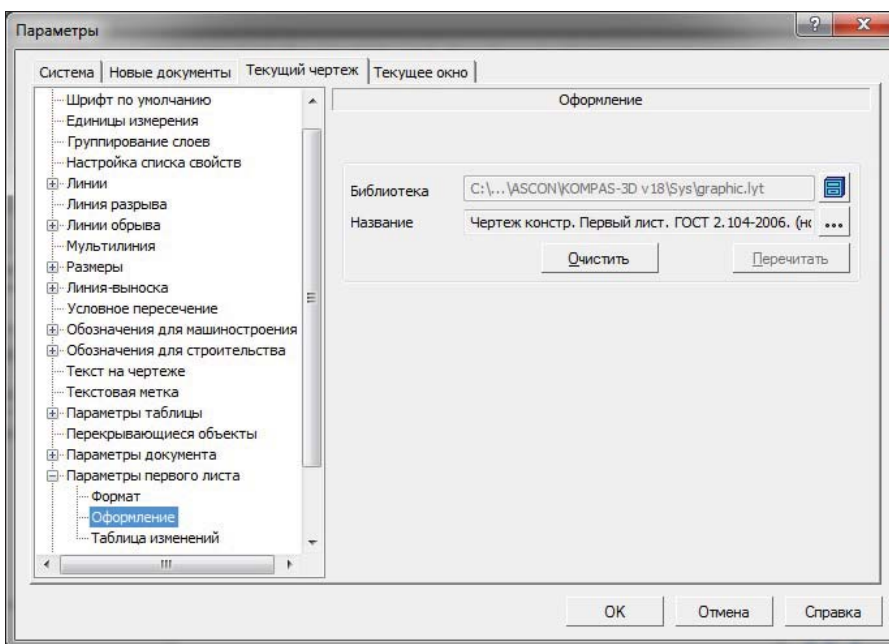 Параметры
Система Новые документы Текущий чертеж Текущее окно
Шрифт по умолчанию
Единицы измерения
Группирование слоев
Настройка списка свойств
Линии
Линия разрыва
Линии обрыва
Мультилиния
Размеры
Линия-выноска
Условное пересечение
Обозначения для машиностроения
Обозначения для строительства
Текст на чертеже
Текстовая метка
Параметры таблицы
Перекрывающиеся объекты
Параметры документа
Параметры первого листа
Формат
Оформление
Таблица изменений
Оформление
Библиотека C:\...\ASCON\KOMPAS-3D v18\Sys\graphic.lyt
Название Чертеж констр. Первый лист. ГОСТ 2.104-2006. (но ...
Очистить Перечитать
OK Отмена Справка